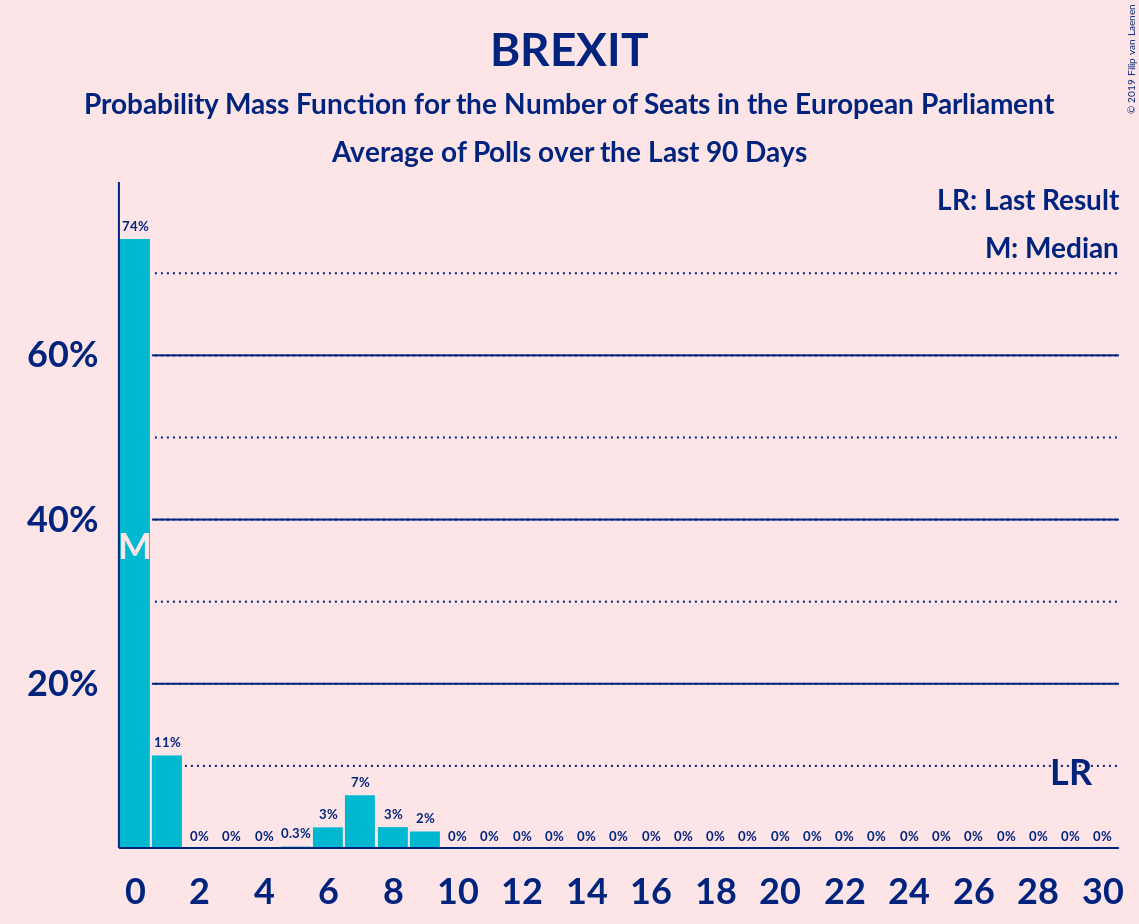 BREXIT
Probability Mass Function for the Number of Seats in the European Parliament
Average of Polls over the Last 90 Days
© 2019 Filip van Laenen
LR: Last Result
M: Median
74%
60%
40%
M
20%
11%
LR
7%
3%
3%
2%
0% 0% 0% 0.3% 0% 0% 0% 0% 0% 0% 0% 0% 0% 0% 0% 0% 0% 0% 0% 0% 0% 0% 0% 0% 0%
0 2 4 6 8 10 12 14 16 18 20 22 24 26 28 30